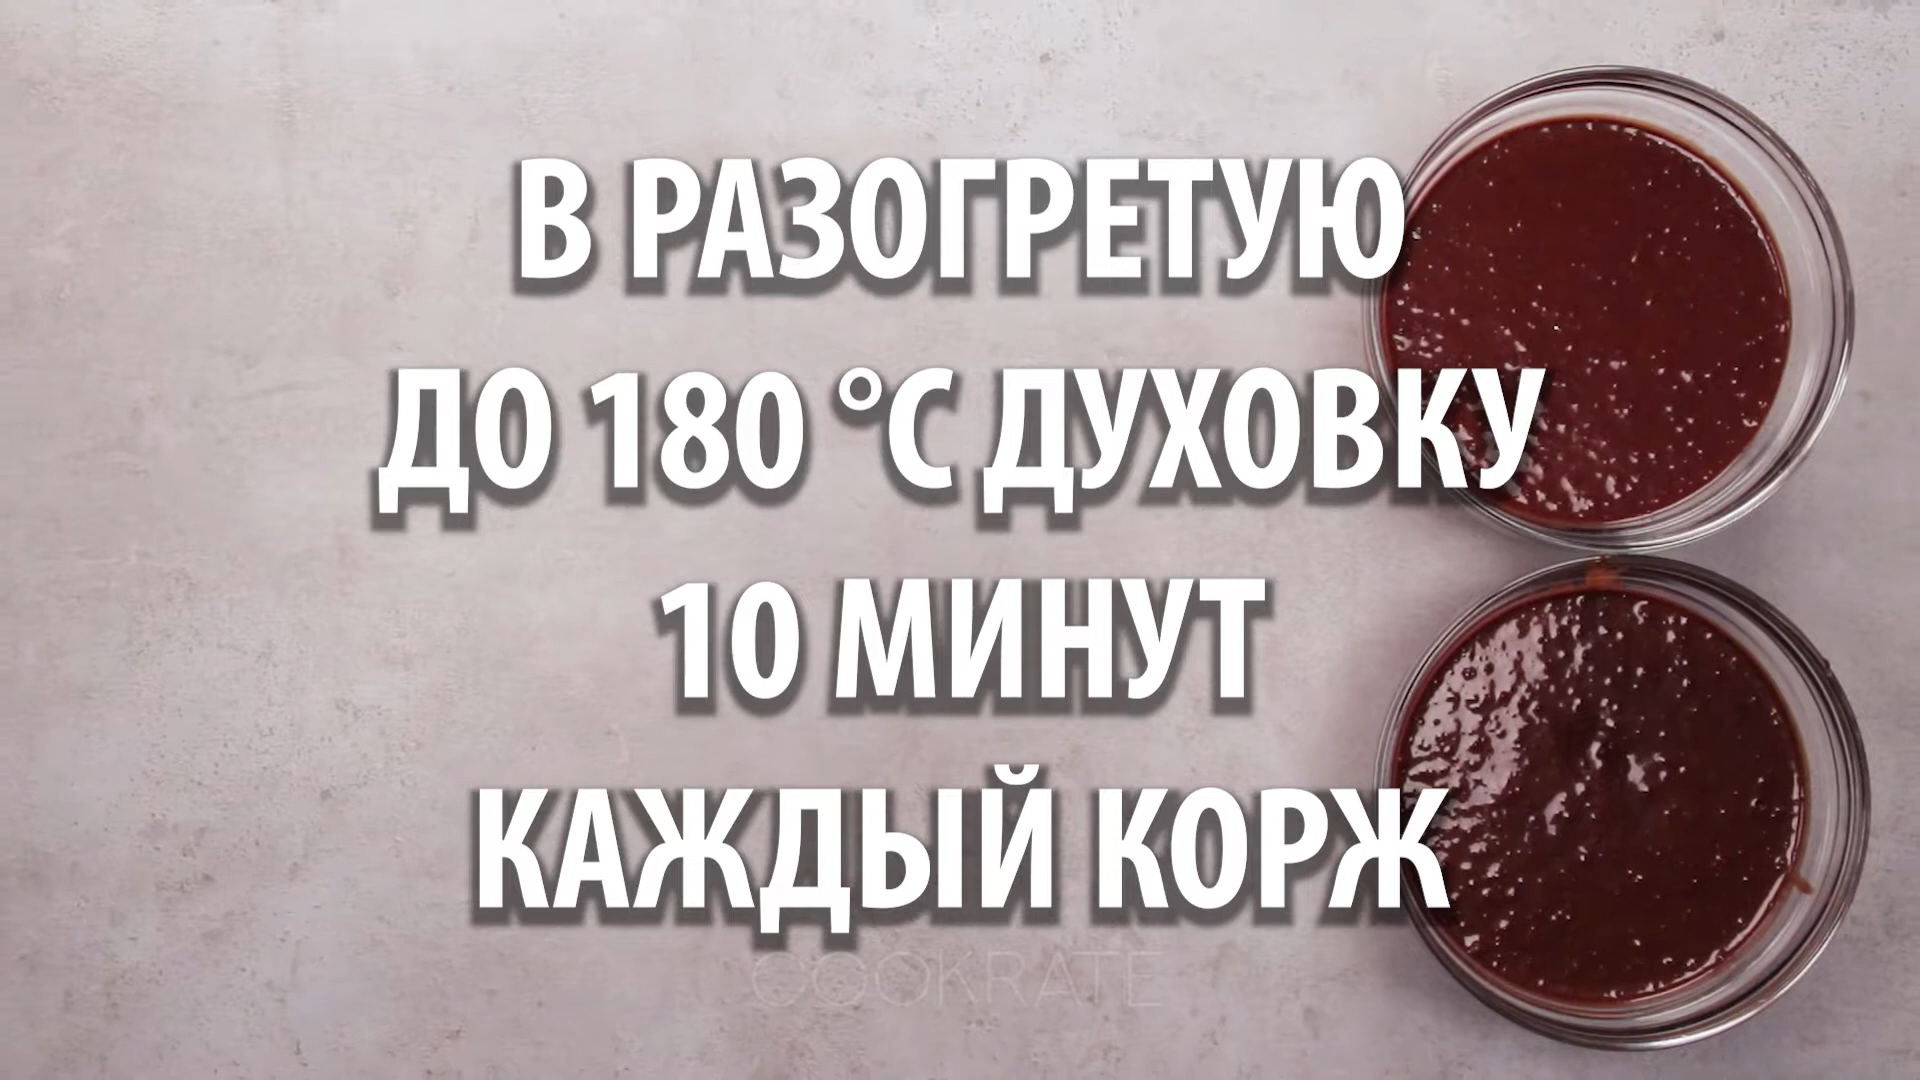 В РАЗОГРЕТУЮ
ДО 180 °С ДУХОВКУ
10 МИНУТ
КАЖДЫЙ КОРЖ
COOKRATE